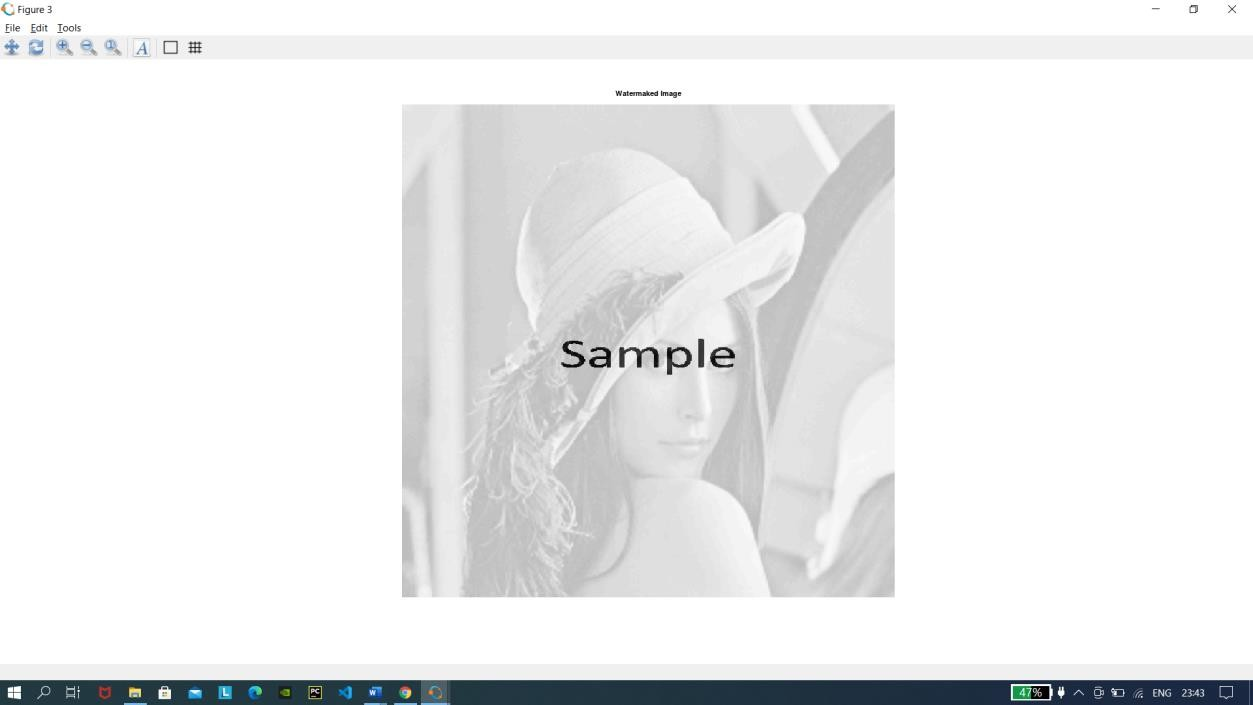 Figure 3
File Edit Tools
A
Watermaked Image
Sample
47% ENG 23:43